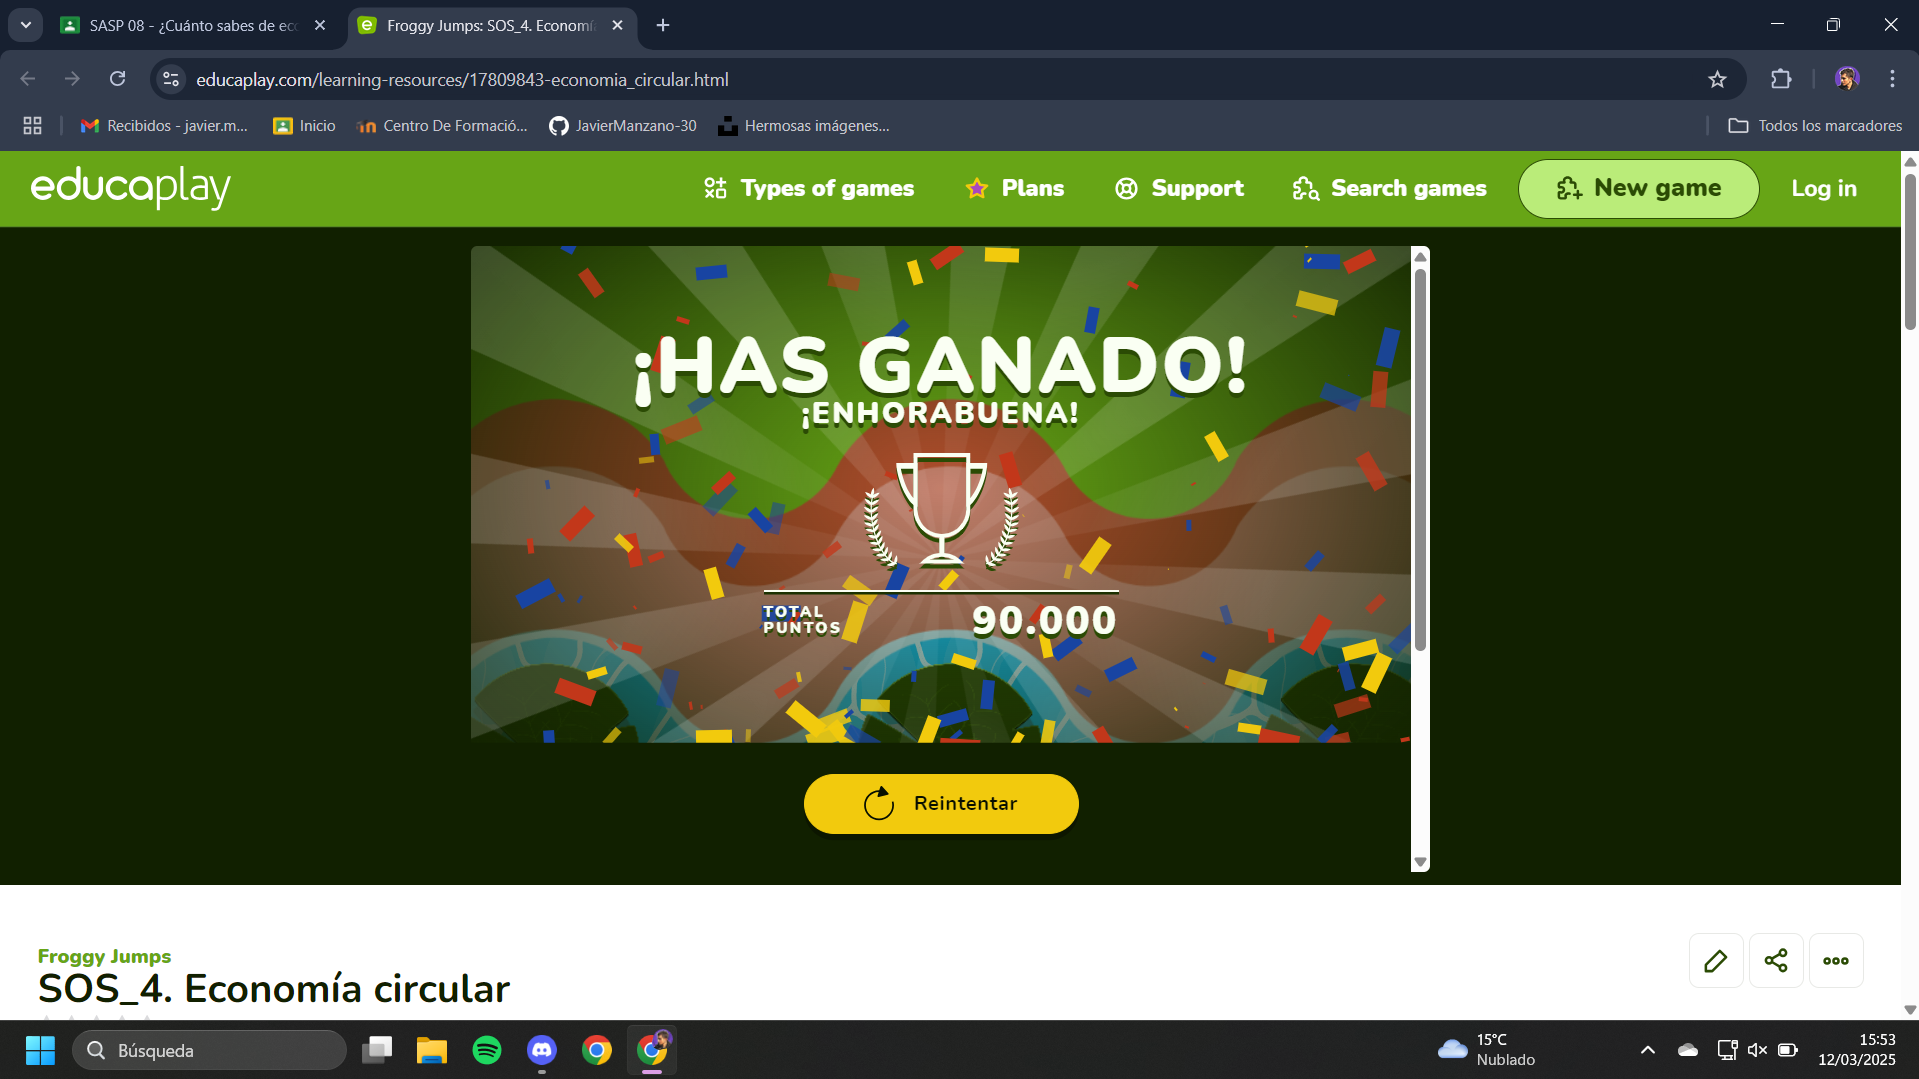 SASP 08 - ¿Cuánto sabes de ec
Froggy Jumps: SOS_4. Economí
educaplay.com/learning-resources/17809843-economia_circular.html
Recibidos - javier.m...
Inicio
Centro De Formació...
JavierManzano-30
Hermosas imágenes...
Todos los marcadores
educaplay
Types of games
Plans
Support
Search games
New game
Log in
¡HAS GANADO!
¡ENHORABUENA!
TOTAL
PUNTOS
90.000
Reintentar
Froggy Jumps
SOS_4. Economía circular
Búsqueda
15°C
Nublado
15:53
12/03/2025